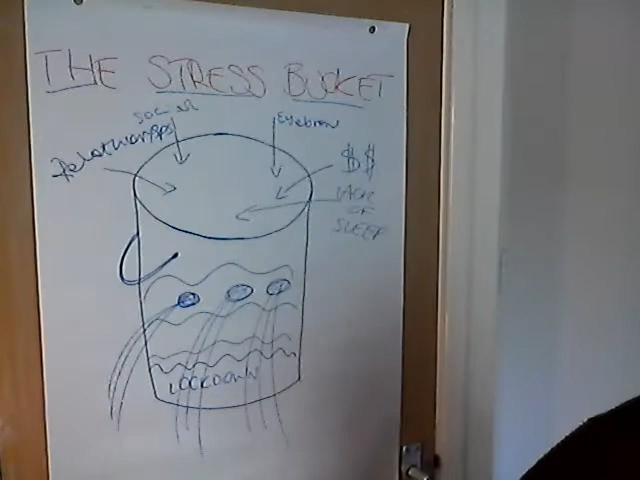 THE STRESS BUCKET
SOCIAL
Eyebrow
Relationships
$$
LACK
OF
SLEEP
LOCKDOWN